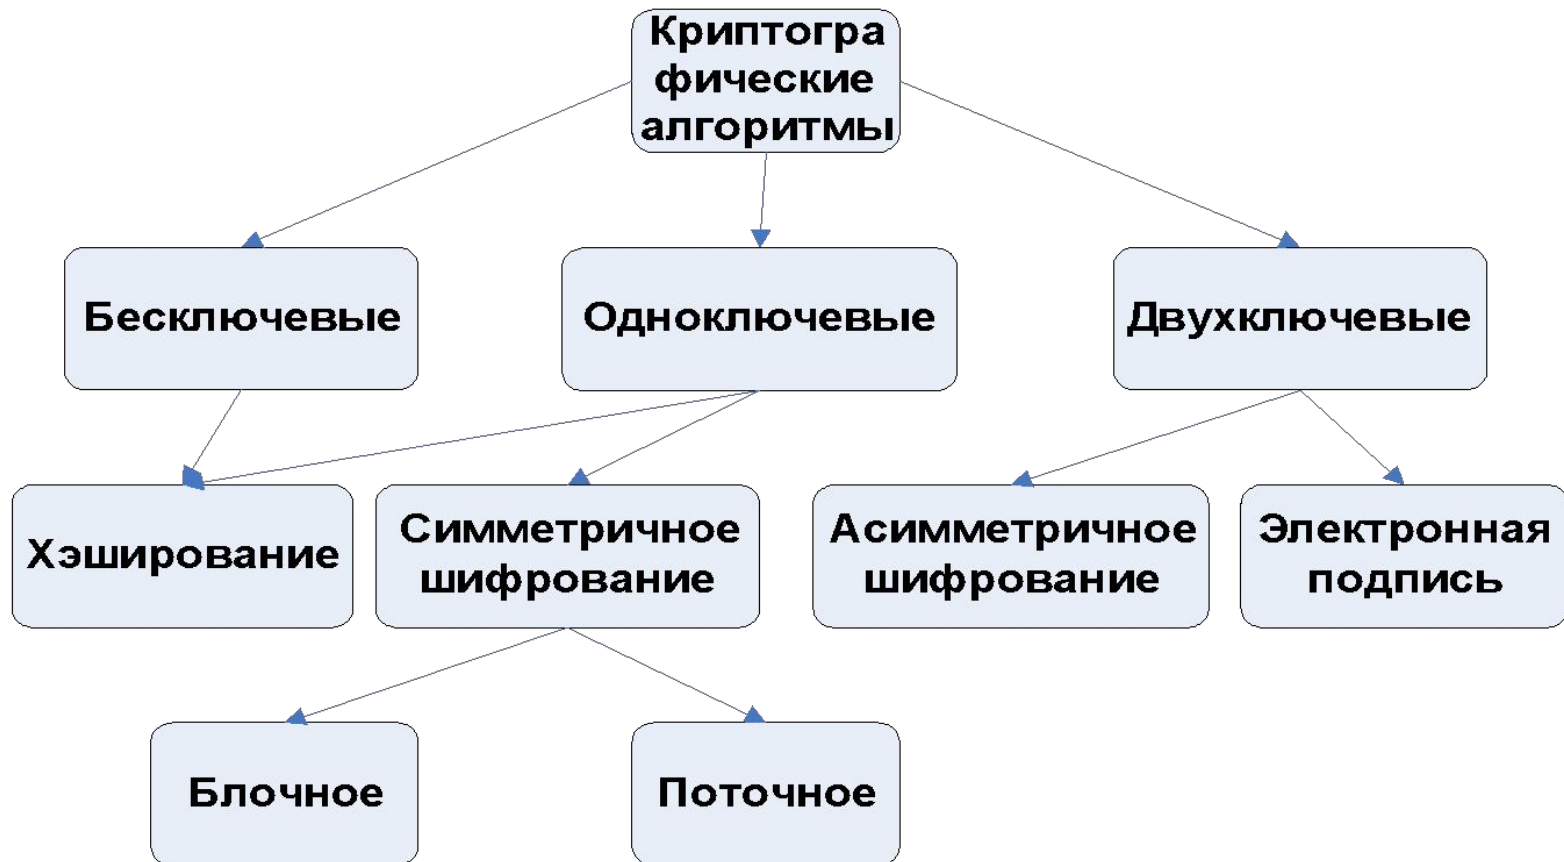 Криптогра
фические
алгоритмы
Бесключевые
Одноключевые
Двухключевые
Хэширование
Симметричное
шифрование
Асимметричное
шифрование
Электронная
подпись
Блочное
Поточное